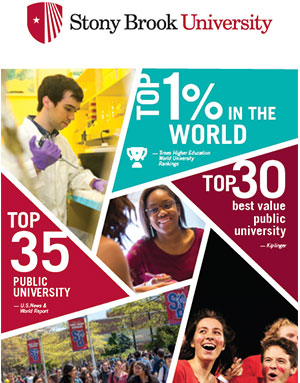 Stony Brook University
TOP
1% IN THE
WORLD
— Times Higher Education
World University
Rankings
TOP 30
best value
public
university
— Kiplinger
TOP
35
PUBLIC
UNIVERSITY
— U.S.News &
World Report